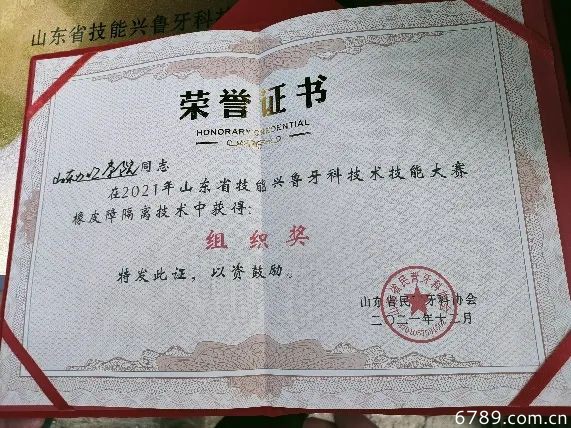 山东省技能兴鲁牙科技
荣誉证书
HONORARY CREDENTIAL
同志
在2021年山东省技能兴鲁牙科技术技能大赛
橡皮障隔离技术中获得:
组织奖
特发此证,以资鼓励。
山东省民营牙科协会
二〇二一年十二月
6789.com.cn